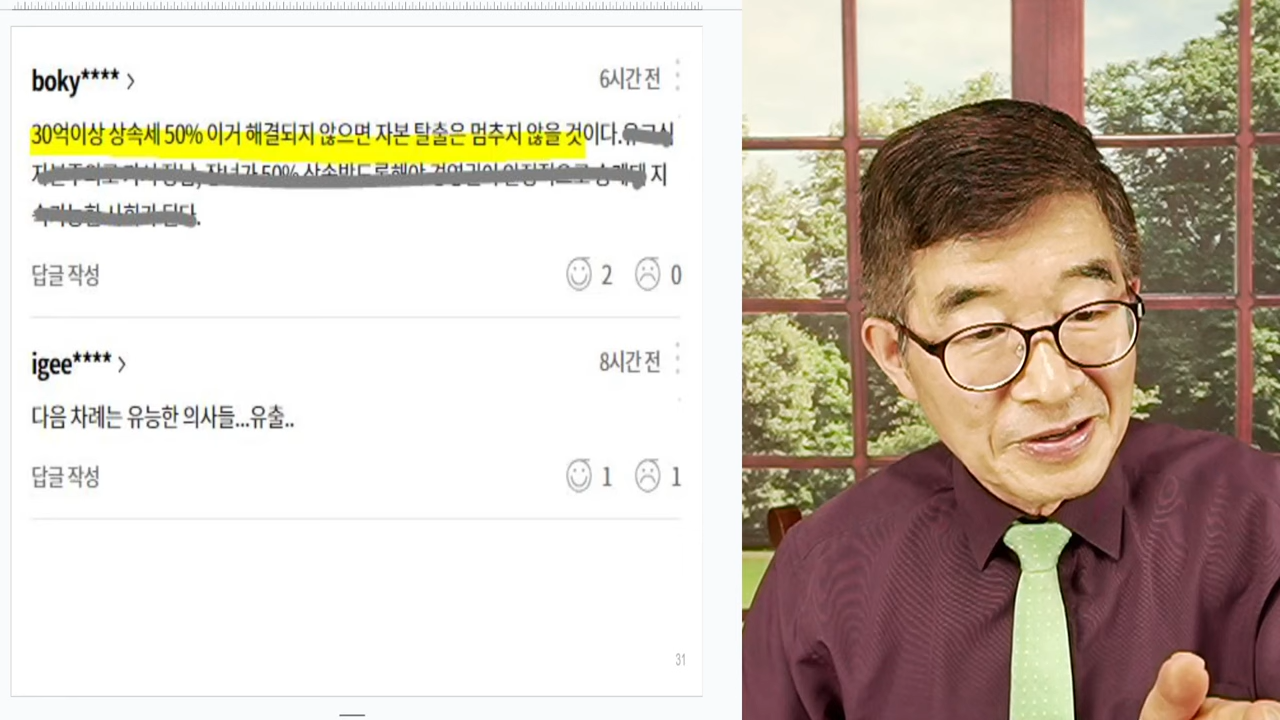 boky**** >
6시간 전
30억이상 상속세 50% 이거 해결되지 않으면 자본 탈출은 멈추지 않을 것이다.
50% 지
답글 작성
2
0
igee**** >
8시간 전
다음 차례는 유능한 의사들...유출..
답글 작성
1
1
31